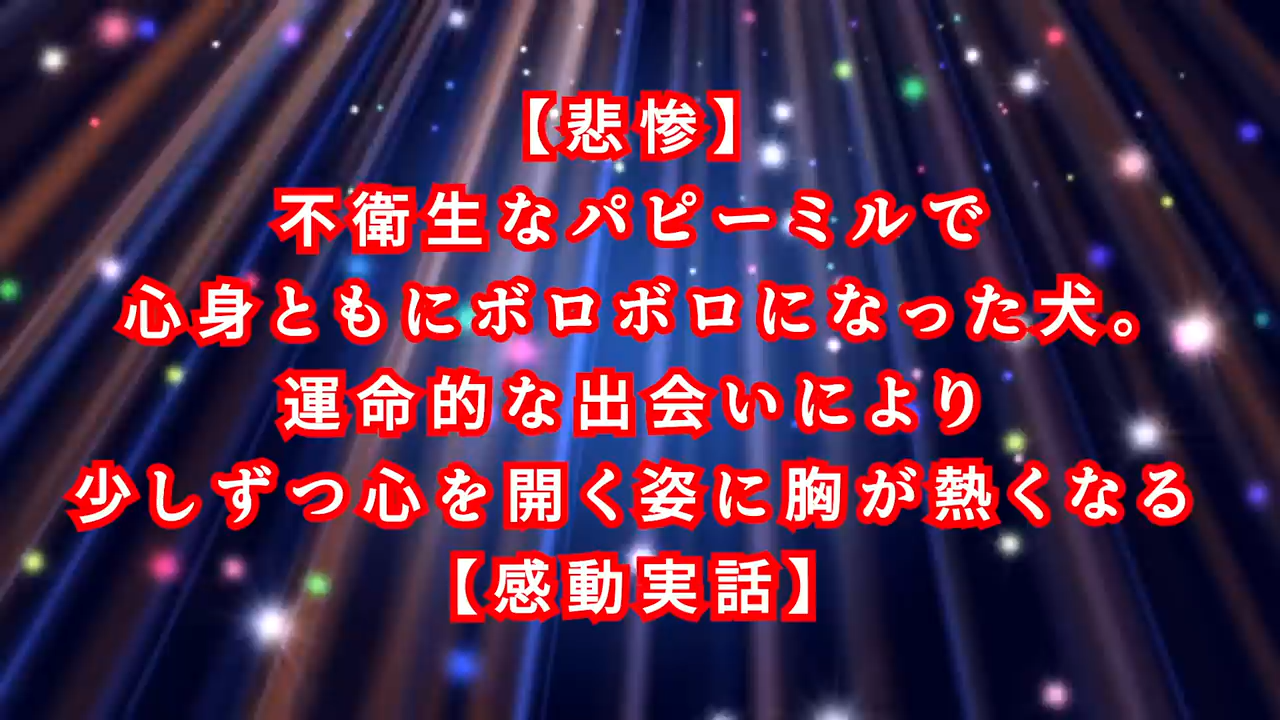 【悲惨】
不衛生なパピーミルで
心身ともにボロボロになった犬。
運命的な出会いにより
少しずつ心を開く姿に胸が熱くなる
【感動実話】